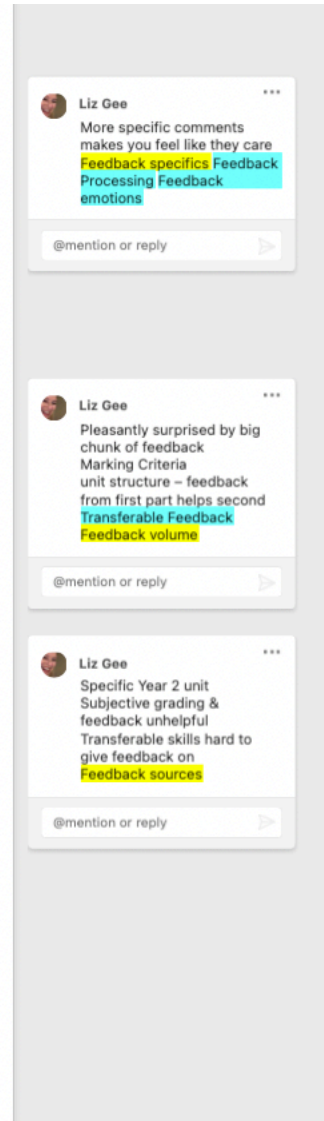 Liz Gee
More specific comments
makes you feel like they care
Feedback specifics Feedback
Processing Feedback
emotions
@mention or reply
Liz Gee
Pleasantly surprised by big
chunk of feedback
Marking Criteria
unit structure – feedback
from first part helps second
Transferable Feedback
Feedback volume
@mention or reply
Liz Gee
Specific Year 2 unit
Subjective grading &
feedback unhelpful
Transferable skills hard to
give feedback on
Feedback sources
@mention or reply